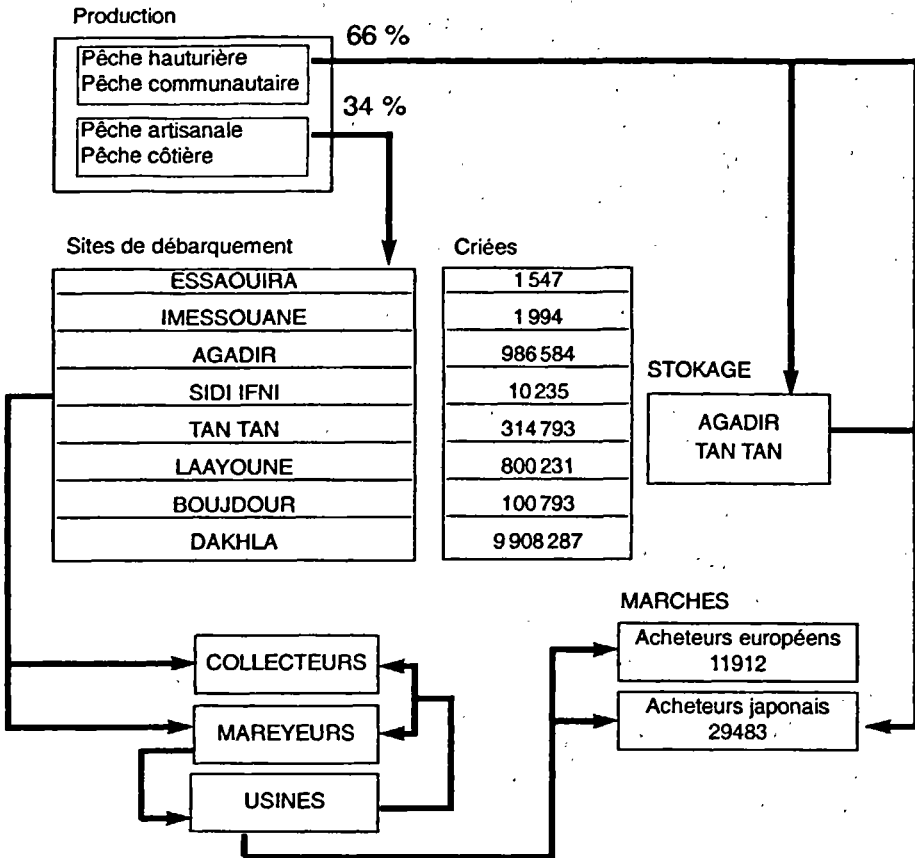 Production
66 %
Pêche hauturière
Pêche communautaire
34 %
Pêche artisanale
Pêche côtière
Sites de débarquement
Criées
ESSAOUIRA
1 547
IMESSOUANE
1 994
AGADIR
986 584
SIDI IFNI
10 235
TAN TAN
314 793
LAAYOUNE
800 231
BOUJDOUR
100 793
DAKHLA
9 908 287
STOKAGE
AGADIR
TAN TAN
MARCHES
Acheteurs européens
11912
Acheteurs japonais
29483
COLLECTEURS
MAREYEURS
USINES